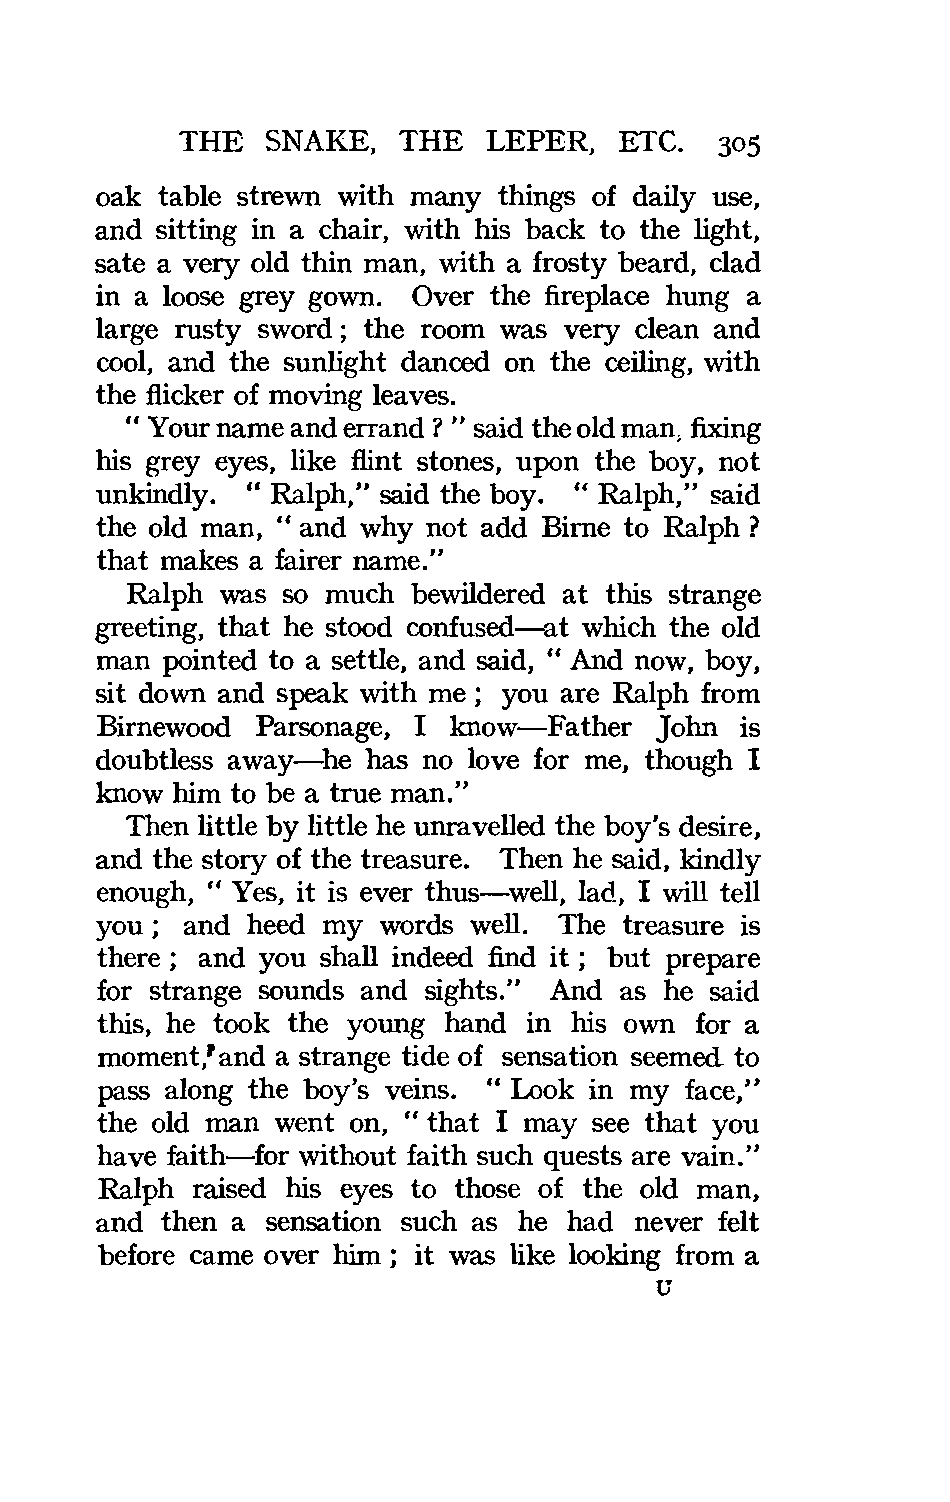 THE SNAKE, THE LEPER, ETC. 305
oak table strewn with many things of daily use,
and sitting in a chair, with his back to the light,
sate a very old thin man, with a frosty beard, clad
in a loose grey gown. Over the fireplace hung a
large rusty sword ; the room was very clean and
cool, and the sunlight danced on the ceiling, with
the flicker of moving leaves.
" Your name and errand ? " said the old man, fixing
his grey eyes, like flint stones, upon the boy, not
unkindly. " Ralph," said the boy. " Ralph," said
the old man, " and why not add Birne to Ralph ?
that makes a fairer name."
Ralph was so much bewildered at this strange
greeting, that he stood confused—at which the old
man pointed to a settle, and said, " And now, boy,
sit down and speak with me ; you are Ralph from
Birnewood Parsonage, I know—Father John is
doubtless away—he has no love for me, though I
know him to be a true man."
Then little by little he unravelled the boy's desire,
and the story of the treasure. Then he said, kindly
enough, " Yes, it is ever thus—well, lad, I will tell
you ; and heed my words well. The treasure is
there ; and you shall indeed find it ; but prepare
for strange sounds and sights." And as he said
this, he took the young hand in his own for a
moment, and a strange tide of sensation seemed to
pass along the boy's veins. " Look in my face,"
the old man went on, " that I may see that you
have faith—for without faith such quests are vain."
Ralph raised his eyes to those of the old man,
and then a sensation such as he had never felt
before came over him ; it was like looking from a
U